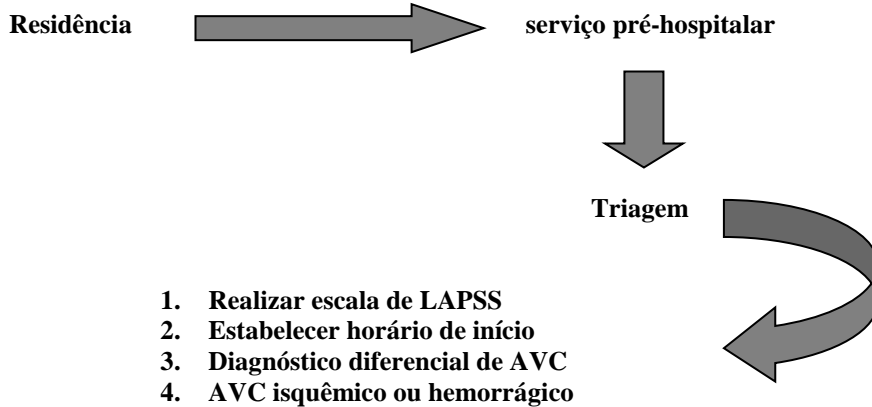 Residência
serviço pré-hospitalar
Triagem
1. Realizar escala de LAPSS
2. Estabelecer horário de início
3. Diagnóstico diferencial de AVC
4. AVC isquêmico ou hemorrágico